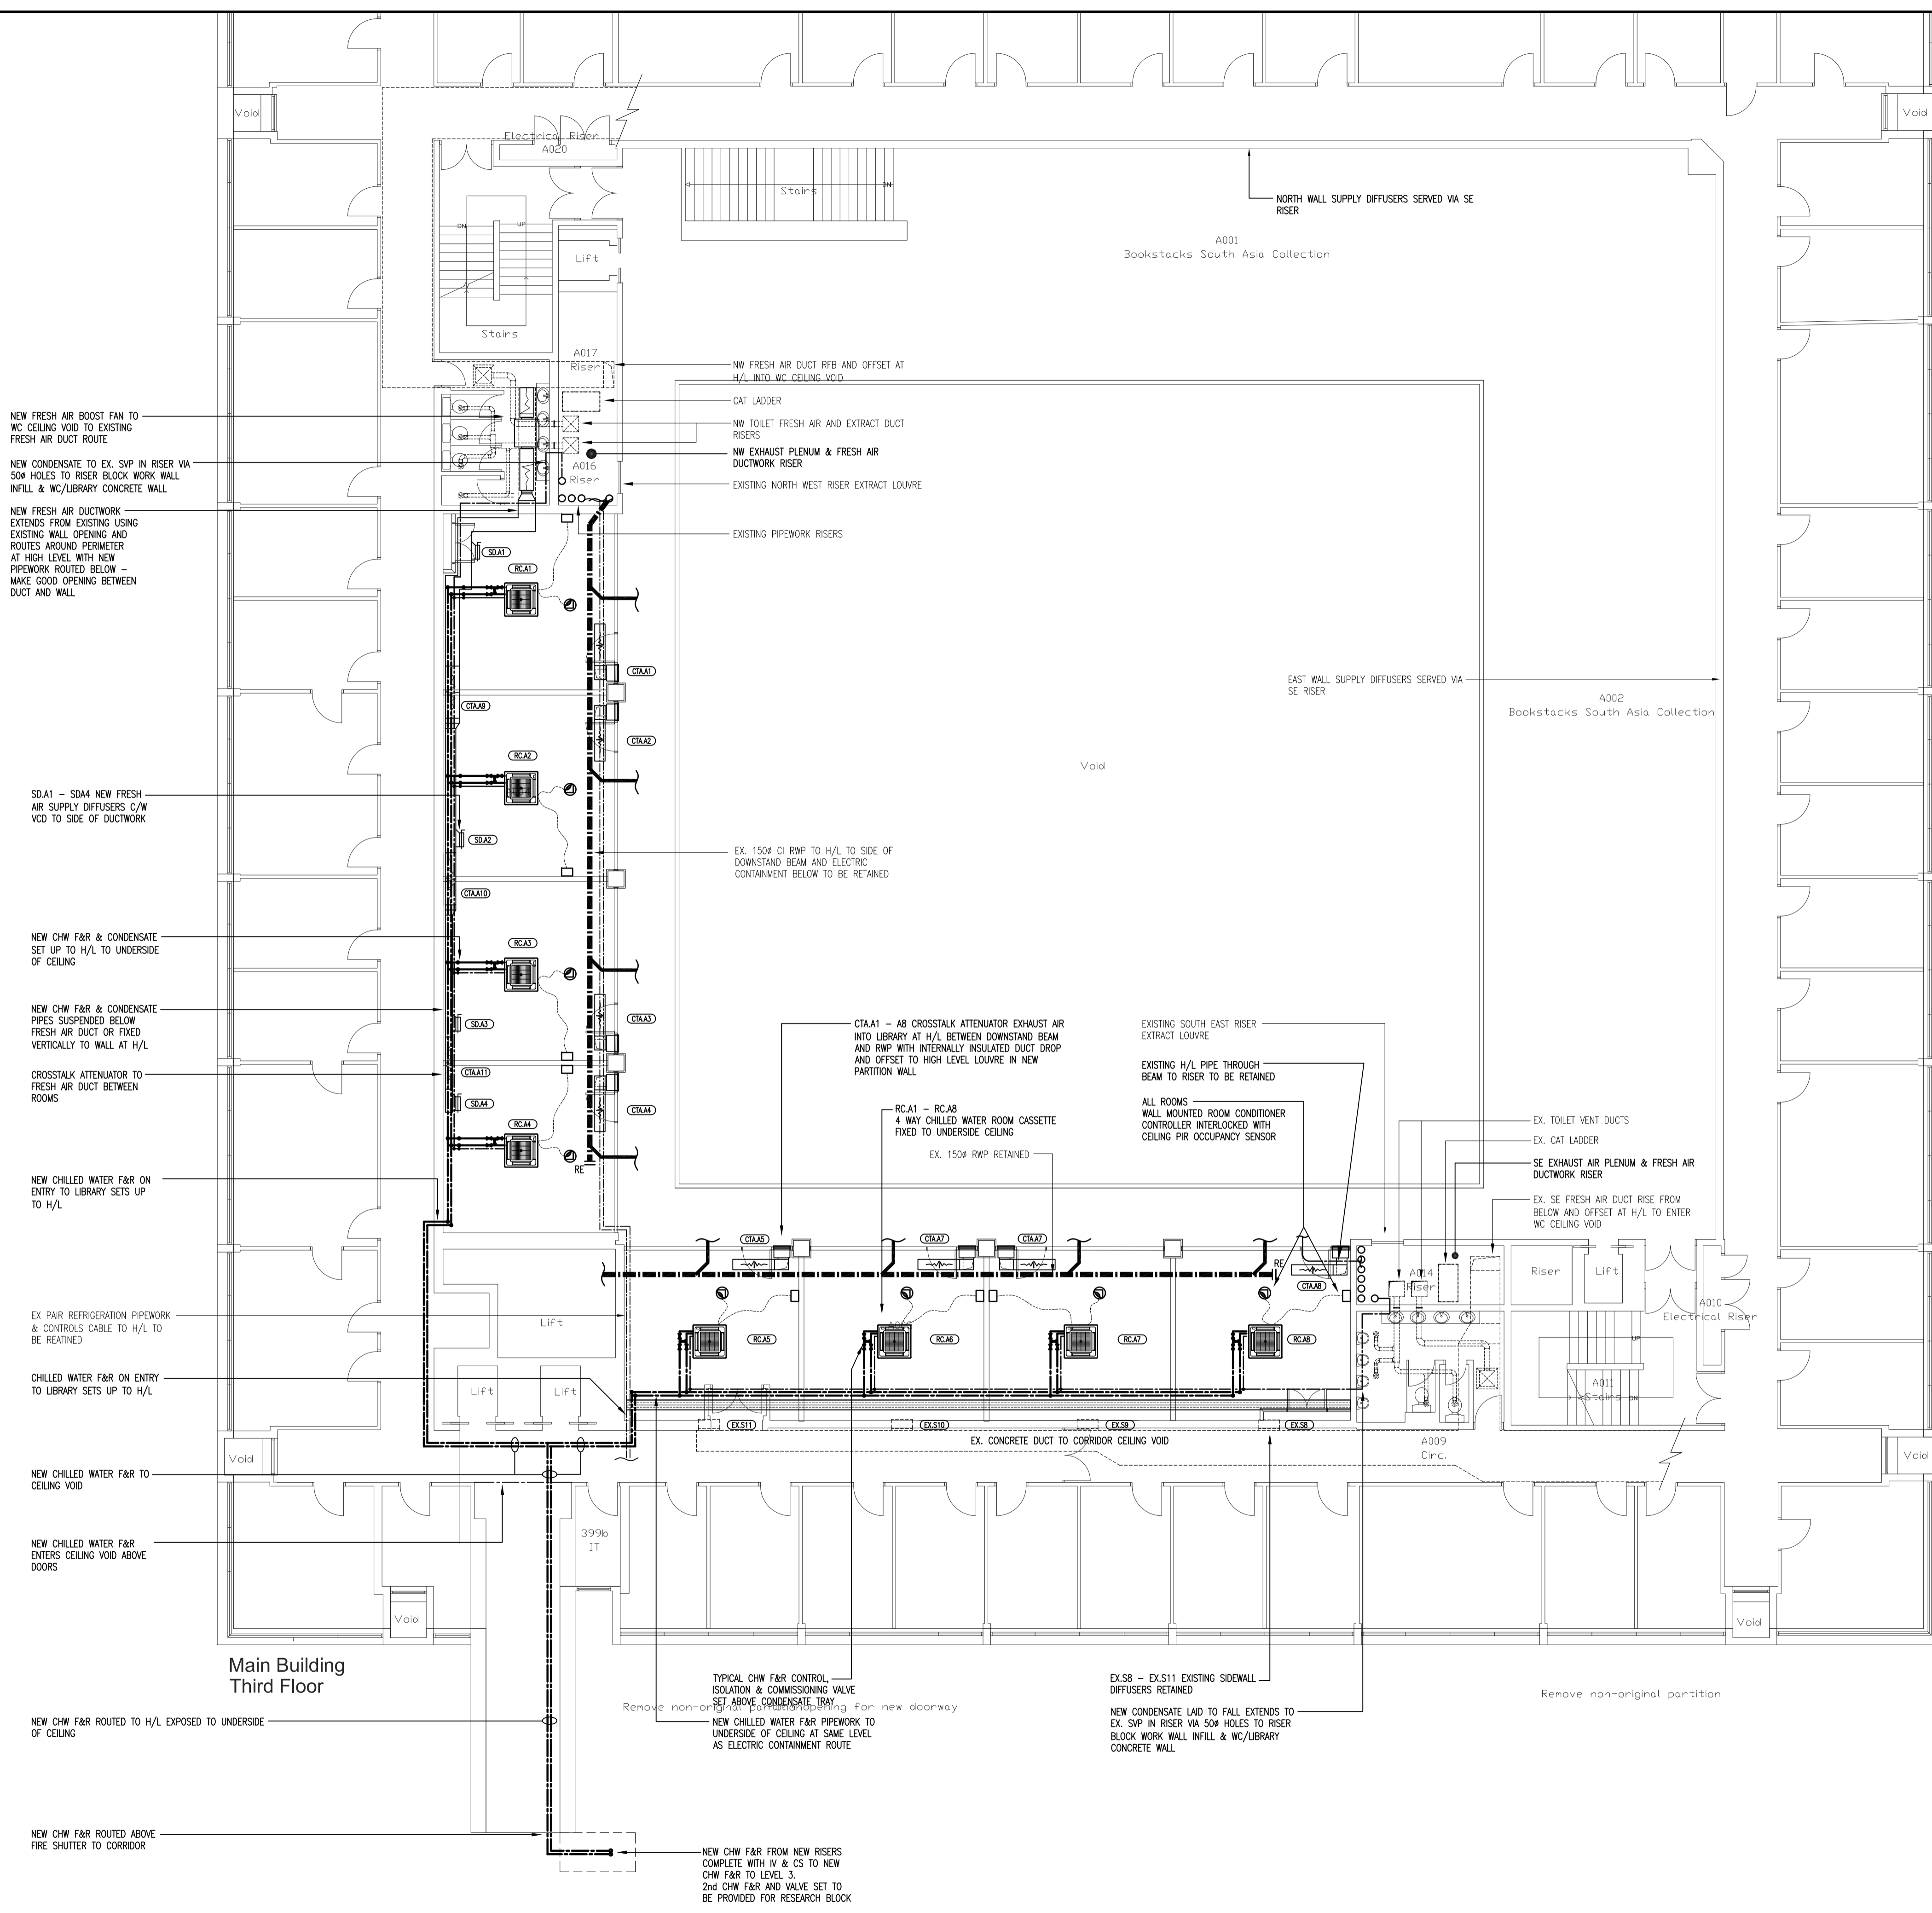 Void
Void
Electrical Riser
A020
Stairs
DN
NORTH WALL SUPPLY DIFFUSERS SERVED VIA SE
RISER
DN
UP
A001
Bookstacks South Asia Collection
Lift
Stairs
A017
Riser
NW FRESH AIR DUCT RFB AND OFFSET AT
H/L INTO WC CEILING VOID
CAT LADDER
NEW FRESH AIR BOOST FAN TO
WC CEILING VOID TO EXISTING
FRESH AIR DUCT ROUTE
NW TOILET FRESH AIR AND EXTRACT DUCT
RISERS
NW EXHAUST PLENUM & FRESH AIR
DUCTWORK RISER
NEW CONDENSATE TO EX. SVP IN RISER VIA
50ø HOLES TO RISER BLOCK WORK WALL
INFILL & WC/LIBRARY CONCRETE WALL
A016
Riser
EXISTING NORTH WEST RISER EXTRACT LOUVRE
NEW FRESH AIR DUCTWORK
EXTENDS FROM EXISTING USING
EXISTING WALL OPENING AND
ROUTES AROUND PERIMETER
AT HIGH LEVEL WITH NEW
PIPEWORK ROUTED BELOW –
MAKE GOOD OPENING BETWEEN
DUCT AND WALL
EXISTING PIPEWORK RISERS
SD.A1
RC.A1
CTA.A1
EAST WALL SUPPLY DIFFUSERS SERVED VIA
SE RISER
A002
Bookstacks South Asia Collection
CTA.A9
CTA.A2
RC.A2
Void
SD.A1 – SDA4 NEW FRESH
AIR SUPPLY DIFFUSERS C/W
VCD TO SIDE OF DUCTWORK
SD.A2
EX. 150ø CI RWP TO H/L TO SIDE OF
DOWNSTAND BEAM AND ELECTRIC
CONTAINMENT BELOW TO BE RETAINED
CTA.A10
NEW CHW F&R & CONDENSATE
SET UP TO H/L TO UNDERSIDE
OF CEILING
RC.A3
NEW CHW F&R & CONDENSATE
PIPES SUSPENDED BELOW
FRESH AIR DUCT OR FIXED
VERTICALLY TO WALL AT H/L
SD.A3
CTA.A3
CTA.A1 – A8 CROSSTALK ATTENUATOR EXHAUST AIR
INTO LIBRARY AT H/L BETWEEN DOWNSTAND BEAM
AND RWP WITH INTERNALLY INSULATED DUCT DROP
AND OFFSET TO HIGH LEVEL LOUVRE IN NEW
PARTITION WALL
EXISTING SOUTH EAST RISER
EXTRACT LOUVRE
EXISTING H/L PIPE THROUGH
BEAM TO RISER TO BE RETAINED
CROSSTALK ATTENUATOR TO
FRESH AIR DUCT BETWEEN
ROOMS
CTA.A11
SD.A4
CTA.A4
ALL ROOMS
WALL MOUNTED ROOM CONDITIONER
CONTROLLER INTERLOCKED WITH
CEILING PIR OCCUPANCY SENSOR
RC.A1 – RC.A8
4 WAY CHILLED WATER ROOM CASSETTE
FIXED TO UNDERSIDE CEILING
RC.A4
EX. TOILET VENT DUCTS
EX. CAT LADDER
EX. 150ø RWP RETAINED
RE
SE EXHAUST AIR PLENUM & FRESH AIR
DUCTWORK RISER
NEW CHILLED WATER F&R ON
ENTRY TO LIBRARY SETS UP
TO H/L
EX. SE FRESH AIR DUCT RISE FROM
BELOW AND OFFSET AT H/L TO ENTER
WC CEILING VOID
CTA.A5
CTA.A7
CTA.A7
RE
CTA.A8
A014
Riser
Riser
Lift
A010
Electrical Riser
EX PAIR REFRIGERATION PIPEWORK
& CONTROLS CABLE TO H/L TO
BE REATINED
Lift
RC.A5
RC.A6
RC.A7
RC.A8
UP
CHILLED WATER F&R ON ENTRY
TO LIBRARY SETS UP TO H/L
Lift
Lift
A011
Stairs
DN
EX.S11
EX.S10
EX.S9
EX.S8
EX. CONCRETE DUCT TO CORRIDOR CEILING VOID
A009
Circ.
Void
Void
NEW CHILLED WATER F&R TO
CEILING VOID
399b
IT
NEW CHILLED WATER F&R
ENTERS CEILING VOID ABOVE
DOORS
Void
Void
Main Building
Third Floor
TYPICAL CHW F&R CONTROL,
ISOLATION & COMMISSIONING VALVE
SET ABOVE CONDENSATE TRAY
EX.S8 – EX.S11 EXISTING SIDEWALL
DIFFUSERS RETAINED
Remove non-original partition
Remove non-original opening for new doorway
NEW CHW F&R ROUTED TO H/L EXPOSED TO UNDERSIDE
OF CEILING
NEW CHILLED WATER F&R PIPEWORK TO
UNDERSIDE OF CEILING AT SAME LEVEL
AS ELECTRIC CONTAINMENT ROUTE
NEW CONDENSATE LAID TO FALL EXTENDS TO
EX. SVP IN RISER VIA 50ø HOLES TO RISER
BLOCK WORK WALL INFILL & WC/LIBRARY
CONCRETE WALL
NEW CHW F&R ROUTED ABOVE
FIRE SHUTTER TO CORRIDOR
NEW CHW F&R FROM NEW RISERS
COMPLETE WITH IV & CS TO NEW
CHW F&R TO LEVEL 3.
2nd CHW F&R AND VALVE SET TO
BE PROVIDED FOR RESEARCH BLOCK